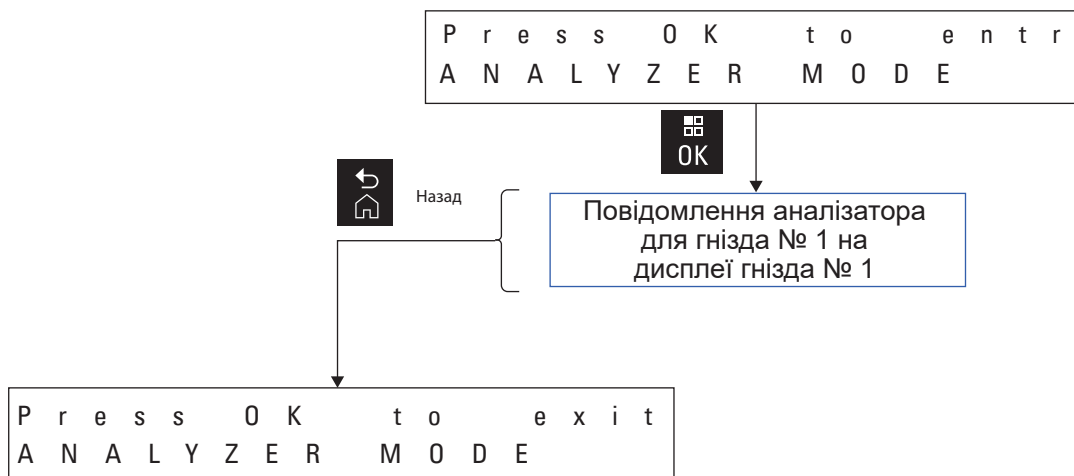 Press OK to entr
ANALYZER MODE
OK
Назад
Повідомлення аналізатора
для гнізда № 1 на
дисплеї гнізда № 1
Press OK to exit
ANALYZER MODE